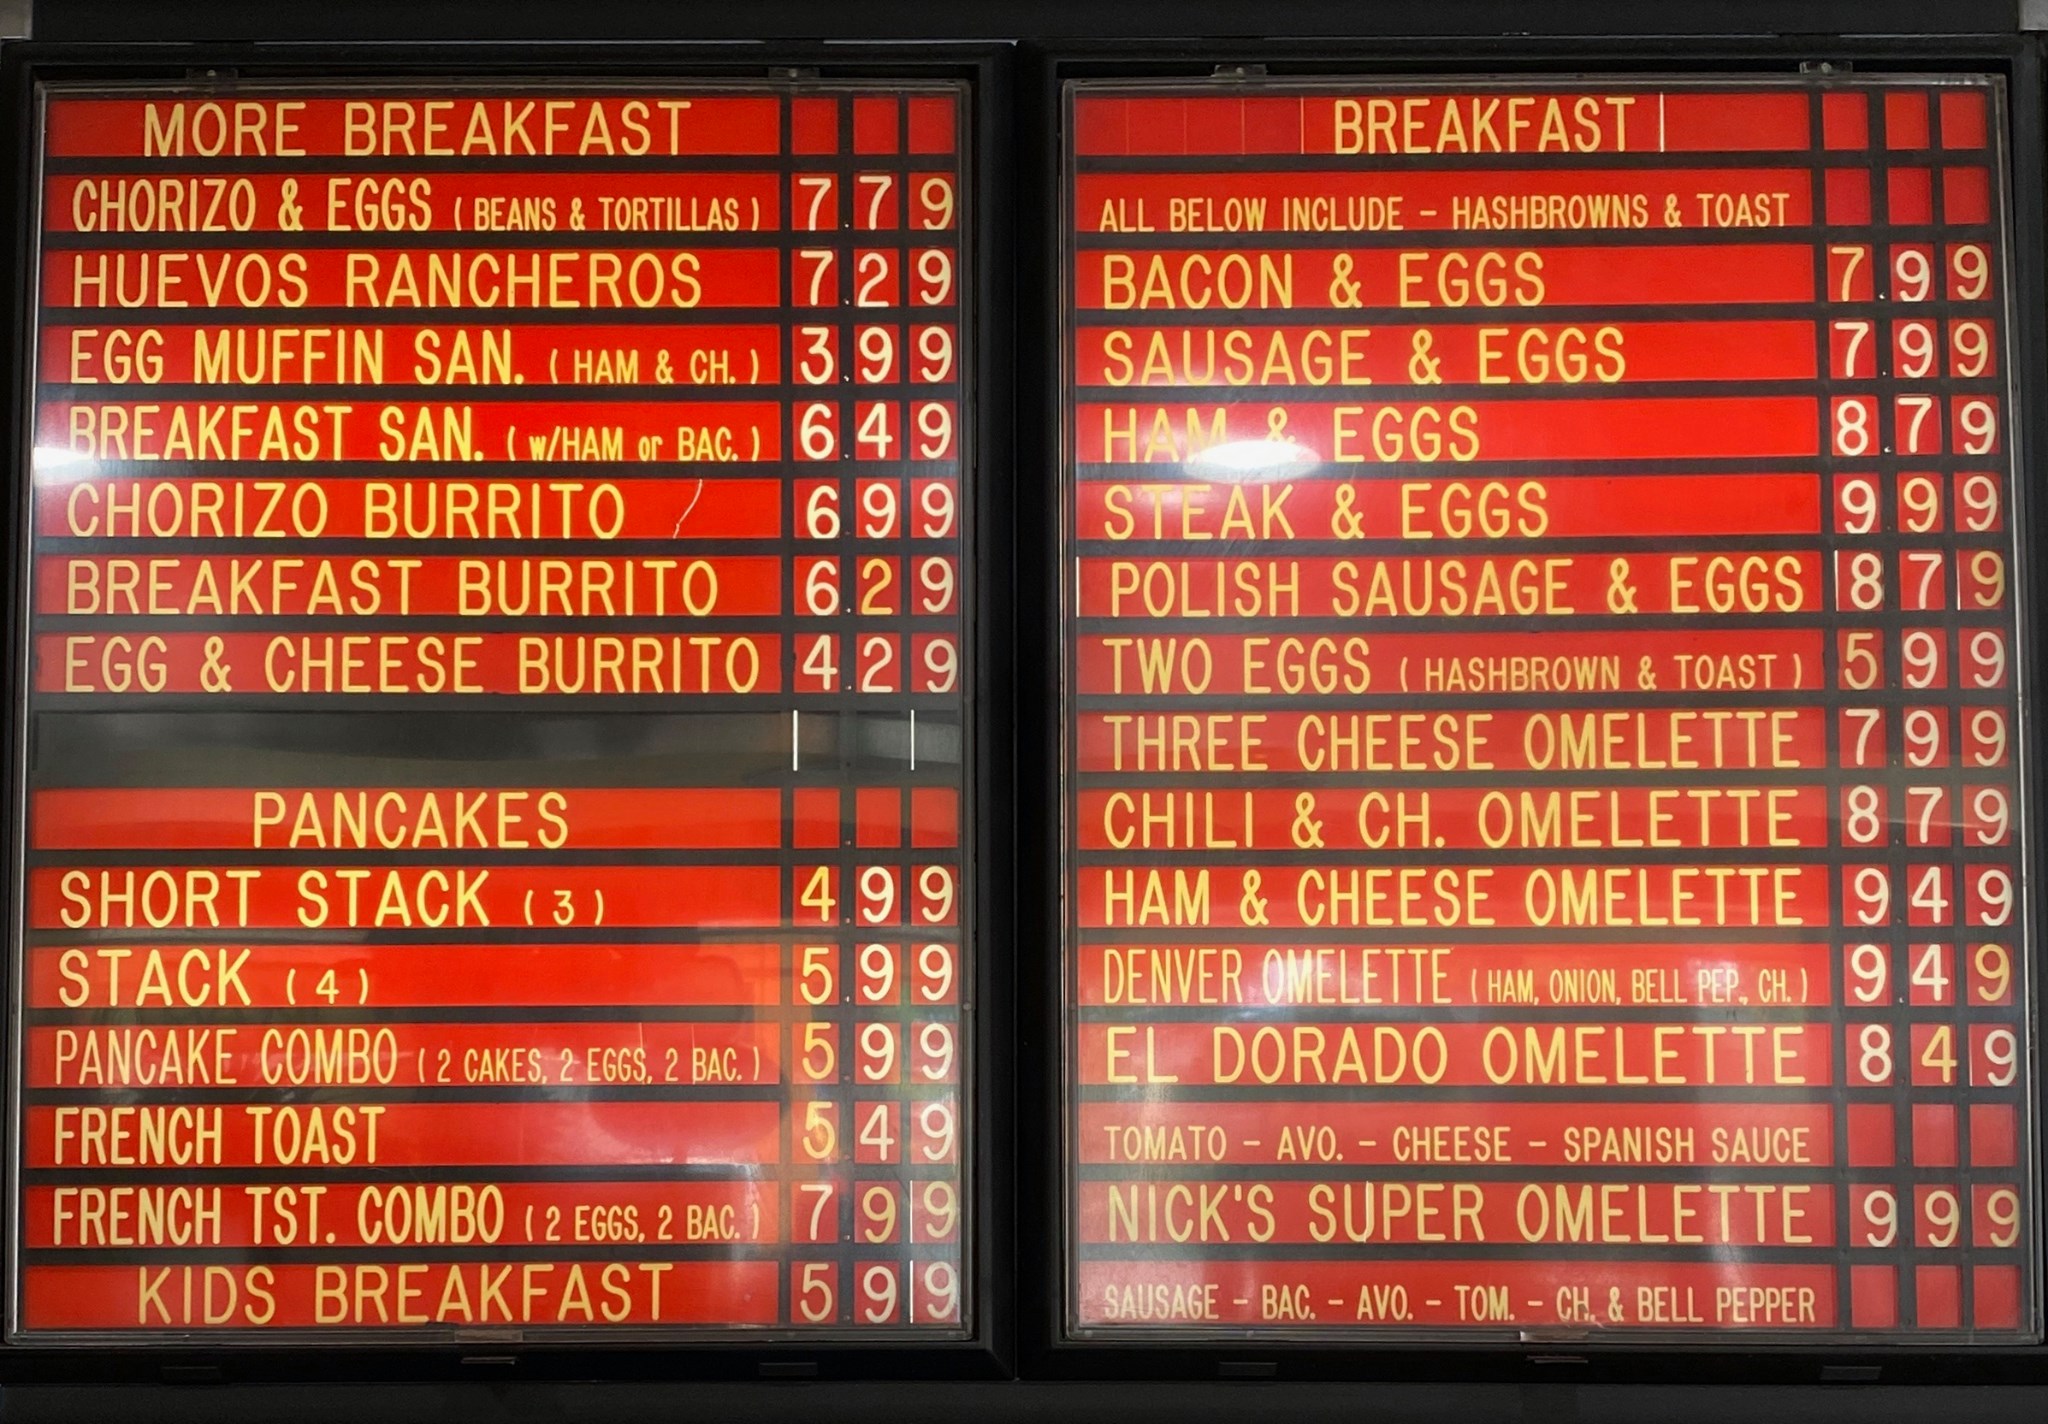 MORE BREAKFAST
CHORIZO & EGGS ( BEANS & TORTILLAS ) 7.79
HUEVOS RANCHEROS 7.29
EGG MUFFIN SAN. ( HAM & CH. ) 3.99
BREAKFAST SAN. ( w/HAM or BAC. ) 6.49
CHORIZO BURRITO 6.99
BREAKFAST BURRITO 6.29
EGG & CHEESE BURRITO 4.29
PANCAKES
SHORT STACK ( 3 ) 4.99
STACK ( 4 ) 5.99
PANCAKE COMBO ( 2 CAKES, 2 EGGS, 2 BAC. ) 5.99
FRENCH TOAST 5.49
FRENCH TST. COMBO ( 2 EGGS, 2 BAC. ) 7.99
KIDS BREAKFAST 5.99
BREAKFAST
ALL BELOW INCLUDE - HASHBROWNS & TOAST
BACON & EGGS 7.99
SAUSAGE & EGGS 7.99
HAM & EGGS 8.79
STEAK & EGGS 9.99
POLISH SAUSAGE & EGGS 8.79
TWO EGGS ( HASHBROWN & TOAST ) 5.99
THREE CHEESE OMELETTE 7.99
CHILI & CH. OMELETTE 8.79
HAM & CHEESE OMELETTE 9.49
DENVER OMELETTE ( HAM, ONION, BELL PEP., CH. ) 9.49
EL DORADO OMELETTE 8.49
TOMATO - AVO. - CHEESE - SPANISH SAUCE
NICK'S SUPER OMELETTE 9.99
SAUSAGE - BAC. - AVO. - TOM. - CH. & BELL PEPPER